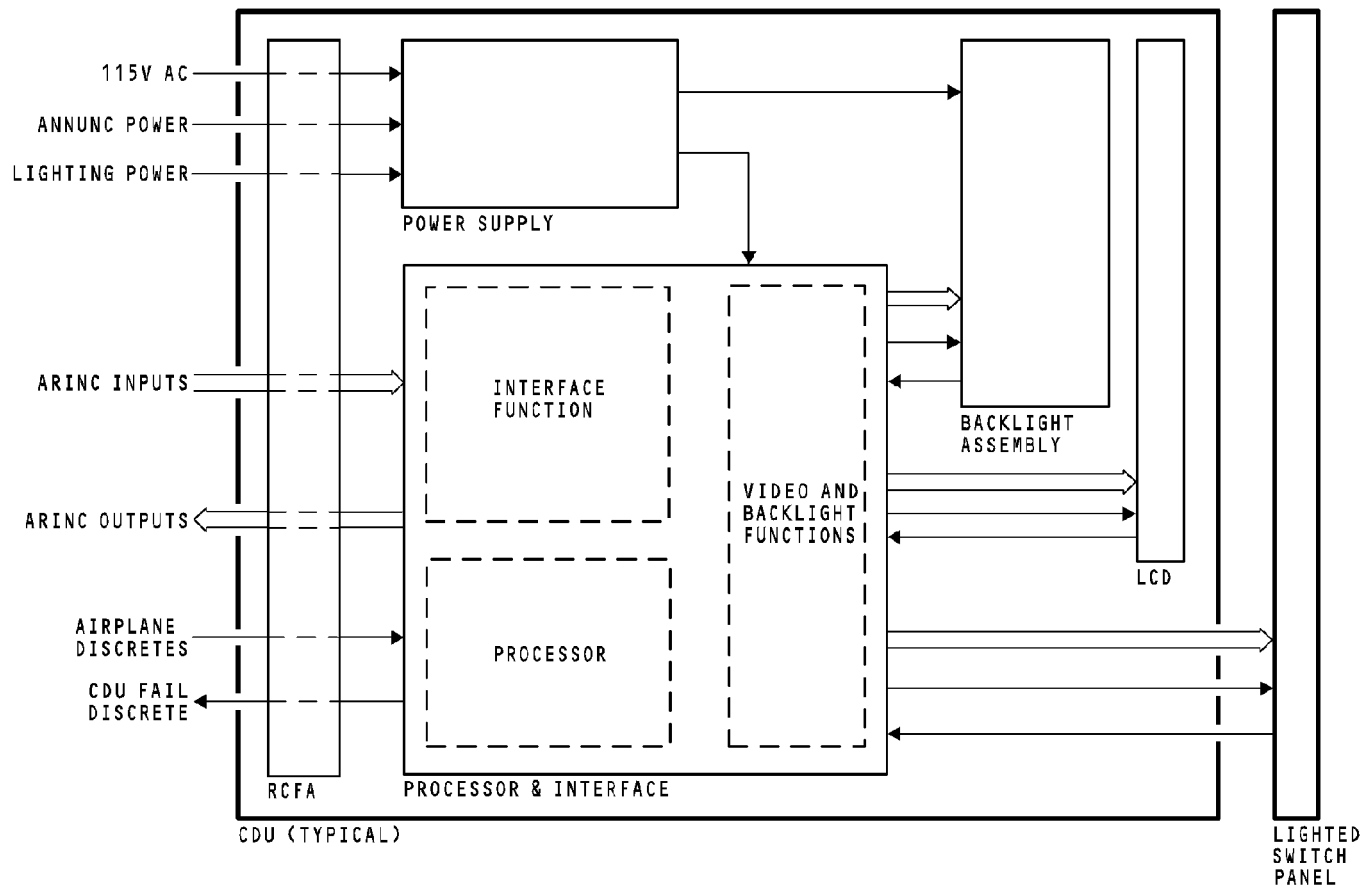 115V AC
ANNUNC POWER
LIGHTING POWER
POWER SUPPLY
ARINC INPUTS
INTERFACE
FUNCTION
BACKLIGHT
ASSEMBLY
VIDEO AND
BACKLIGHT
FUNCTIONS
ARINC OUTPUTS
LCD
AIRPLANE
DISCRETES
PROCESSOR
CDU FAIL
DISCRETE
RCFA
PROCESSOR & INTERFACE
CDU (TYPICAL)
LIGHTED
SWITCH
PANEL